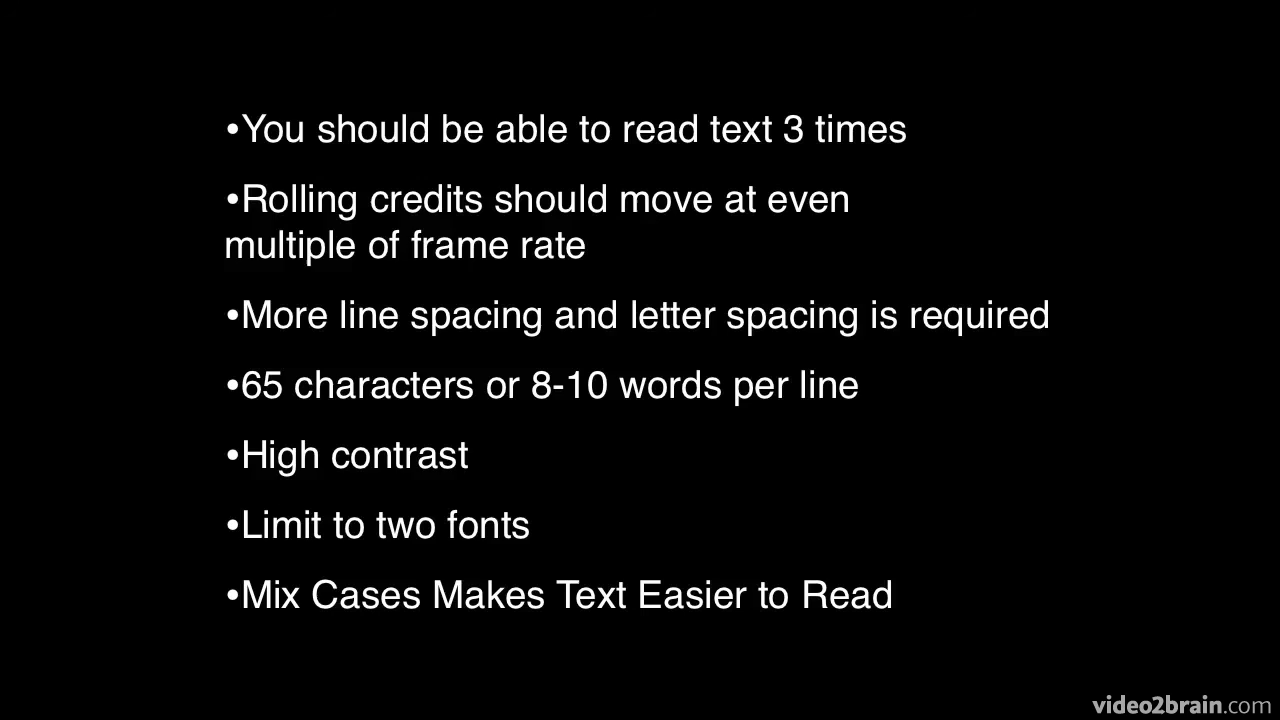 •You should be able to read text 3 times
•Rolling credits should move at even
multiple of frame rate
•More line spacing and letter spacing is required
•65 characters or 8-10 words per line
•High contrast
•Limit to two fonts
•Mix Cases Makes Text Easier to Read
video2brain.com